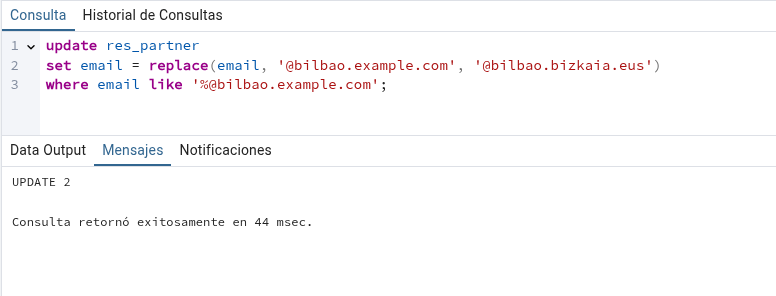 Consulta Historial de Consultas
1 update res_partner
2 set email = replace(email, '@bilbao.example.com', '@bilbao.bizkaia.eus')
3 where email like '%@bilbao.example.com';
Data Output Mensajes Notificaciones
UPDATE 2
Consulta retornó exitosamente en 44 msec.